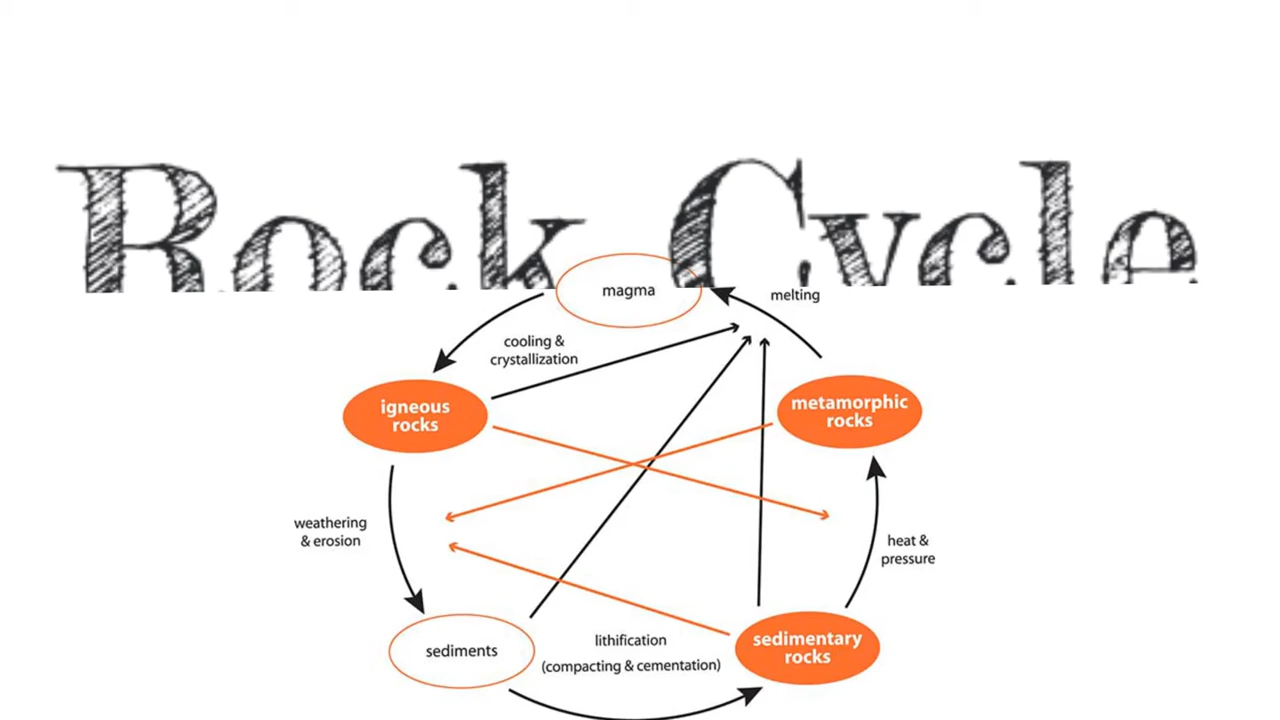 Rock Cycle
magma
melting
cooling &
crystallization
igneous
rocks
metamorphic
rocks
weathering
& erosion
heat &
pressure
sediments
lithification
(compacting & cementation)
sedimentary
rocks